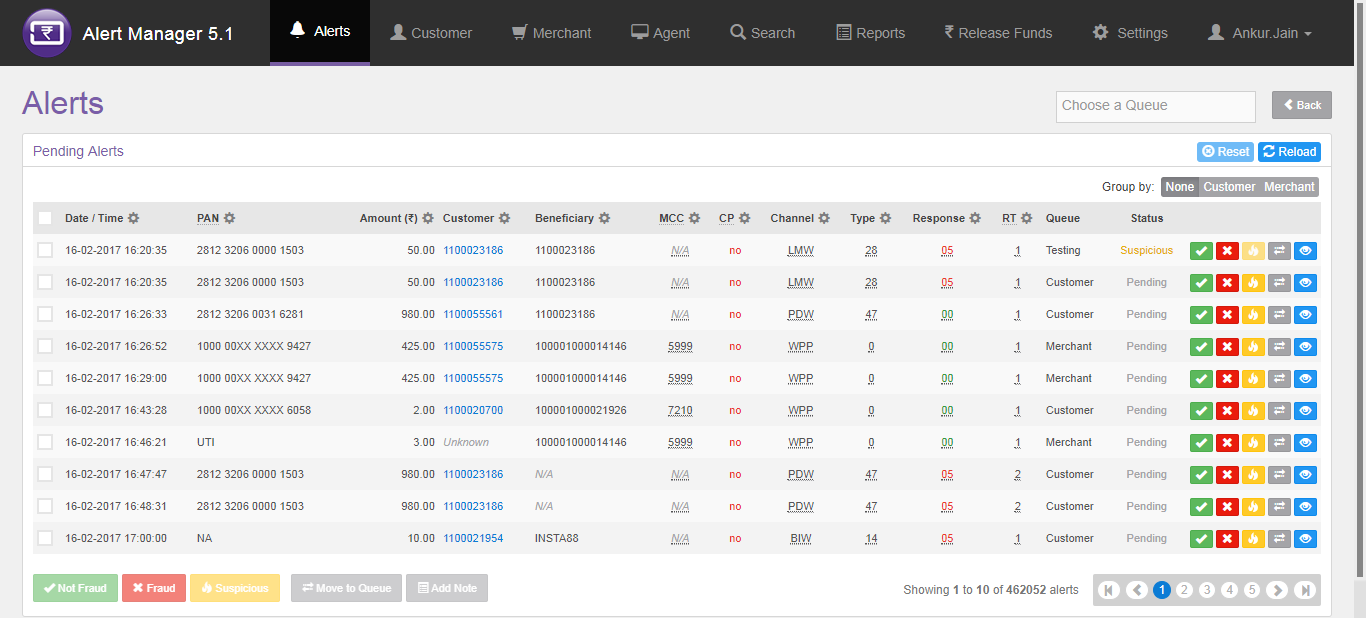 Alert Manager 5.1 Alerts Customer Merchant Agent Search Reports ₹ Release Funds Settings Ankur.Jain
Alerts Choose a Queue Back
Pending Alerts Reset Reload
Group by: None Customer Merchant
Date / Time PAN Amount (₹) Customer Beneficiary MCC CP Channel Type Response RT Queue Status
16-02-2017 16:20:35 2812 3206 0000 1503 50.00 1100023186 1100023186 N/A no LMW 28 05 1 Testing Suspicious
16-02-2017 16:20:35 2812 3206 0000 1503 50.00 1100023186 1100023186 N/A no LMW 28 05 1 Customer Pending
16-02-2017 16:26:33 2812 3206 0031 6281 980.00 1100055561 1100023186 N/A no PDW 47 00 1 Customer Pending
16-02-2017 16:26:52 1000 00XX XXXX 9427 425.00 1100055575 100001000014146 5999 no WPP 0 00 1 Merchant Pending
16-02-2017 16:29:00 1000 00XX XXXX 9427 425.00 1100055575 100001000014146 5999 no WPP 0 00 1 Merchant Pending
16-02-2017 16:43:28 1000 00XX XXXX 6058 2.00 1100020700 100001000021926 7210 no WPP 0 00 1 Customer Pending
16-02-2017 16:46:21 UTI 3.00 Unknown 100001000014146 5999 no WPP 0 00 1 Merchant Pending
16-02-2017 16:47:47 2812 3206 0000 1503 980.00 1100023186 N/A N/A no PDW 47 05 2 Customer Pending
16-02-2017 16:48:31 2812 3206 0000 1503 980.00 1100023186 N/A N/A no PDW 47 05 2 Customer Pending
16-02-2017 17:00:00 NA 10.00 1100021954 INSTA88 N/A no BIW 14 05 1 Customer Pending
Not Fraud Fraud Suspicious Move to Queue Add Note Showing 1 to 10 of 462052 alerts 1 2 3 4 5